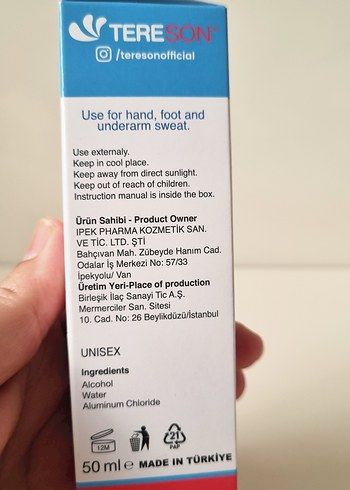 TERESON®
/teresonofficial
Use for hand, foot and
underarm sweat.
Use externaly.
Keep in cool place.
Keep away from direct sunlight.
Keep out of reach of children.
Instruction manual is inside the box.
Ürün Sahibi - Product Owner
IPEK PHARMA KOZMETİK SAN.
VE TİC. LTD. ŞTİ
Bahçıvan Mah. Zübeyde Hanım Cad.
Odalar İş Merkezi No: 57/33
İpekyolu/ Van
Üretim Yeri-Place of production
Birleşik İlaç Sanayi Tic A.Ş.
Mermerciler San. Sitesi
10. Cad. No: 26 Beylikdüzü/İstanbul
UNISEX
Ingredients
Alcohol
Water
Aluminum Chloride
12M
21
PAP
50 ml e MADE IN TÜRKİYE